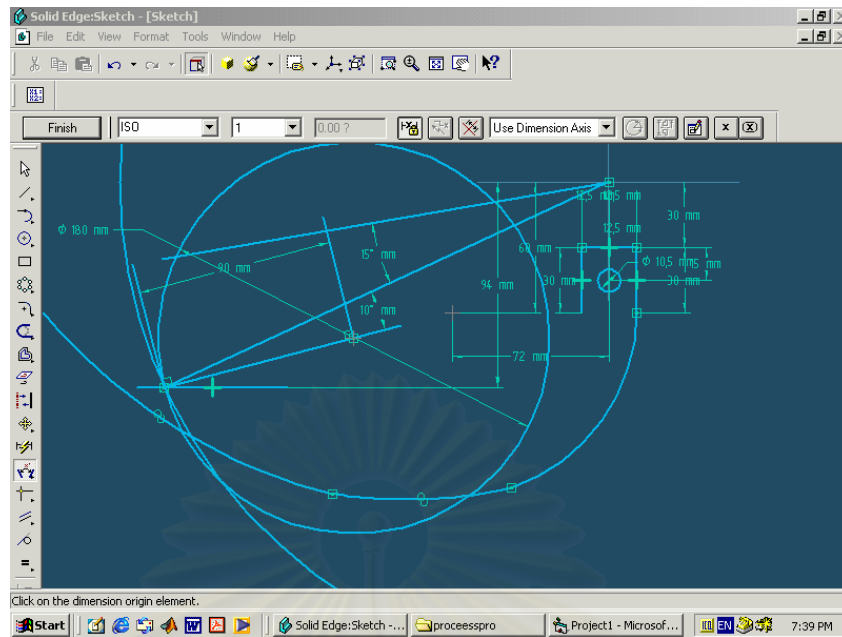 Solid Edge:Sketch - [Sketch]
File Edit View Format Tools Window Help
Finish ISO 1 0.00 ? Use Dimension Axis
12,5 mm
30 mm
12,5 mm
ϕ 180 mm
60 mm
15° mm
90 mm
ϕ 10,5 mm
94 mm
30 mm
30 mm
10° mm
72 mm
Click on the dimension origin element.
Start Solid Edge:Sketch -... proceesspro Project1 - Microsof... EN 7:39 PM